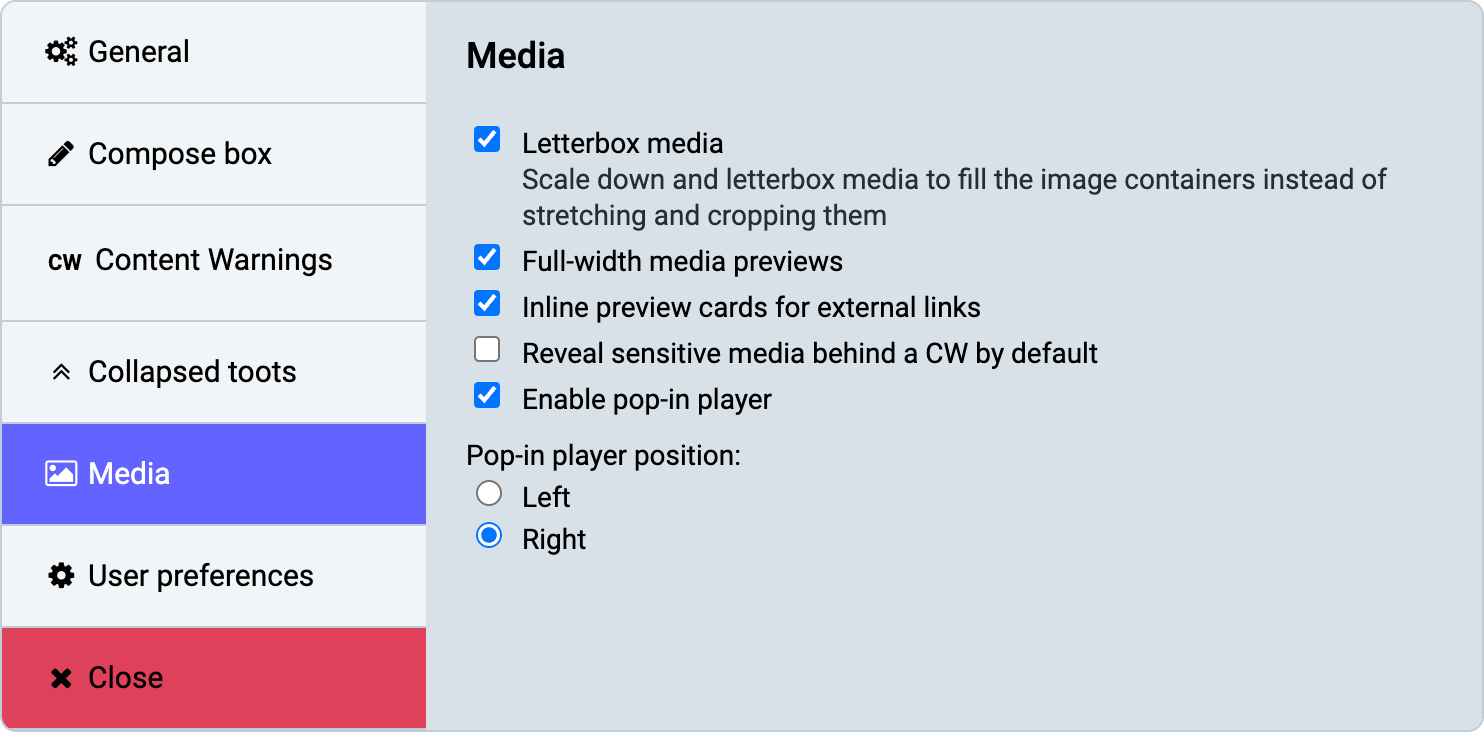 General
Compose box
CW Content Warnings
Collapsed toots
Media
User preferences
Close
Media
Letterbox media
Scale down and letterbox media to fill the image containers instead of
stretching and cropping them
Full-width media previews
Inline preview cards for external links
Reveal sensitive media behind a CW by default
Enable pop-in player
Pop-in player position:
Left
Right